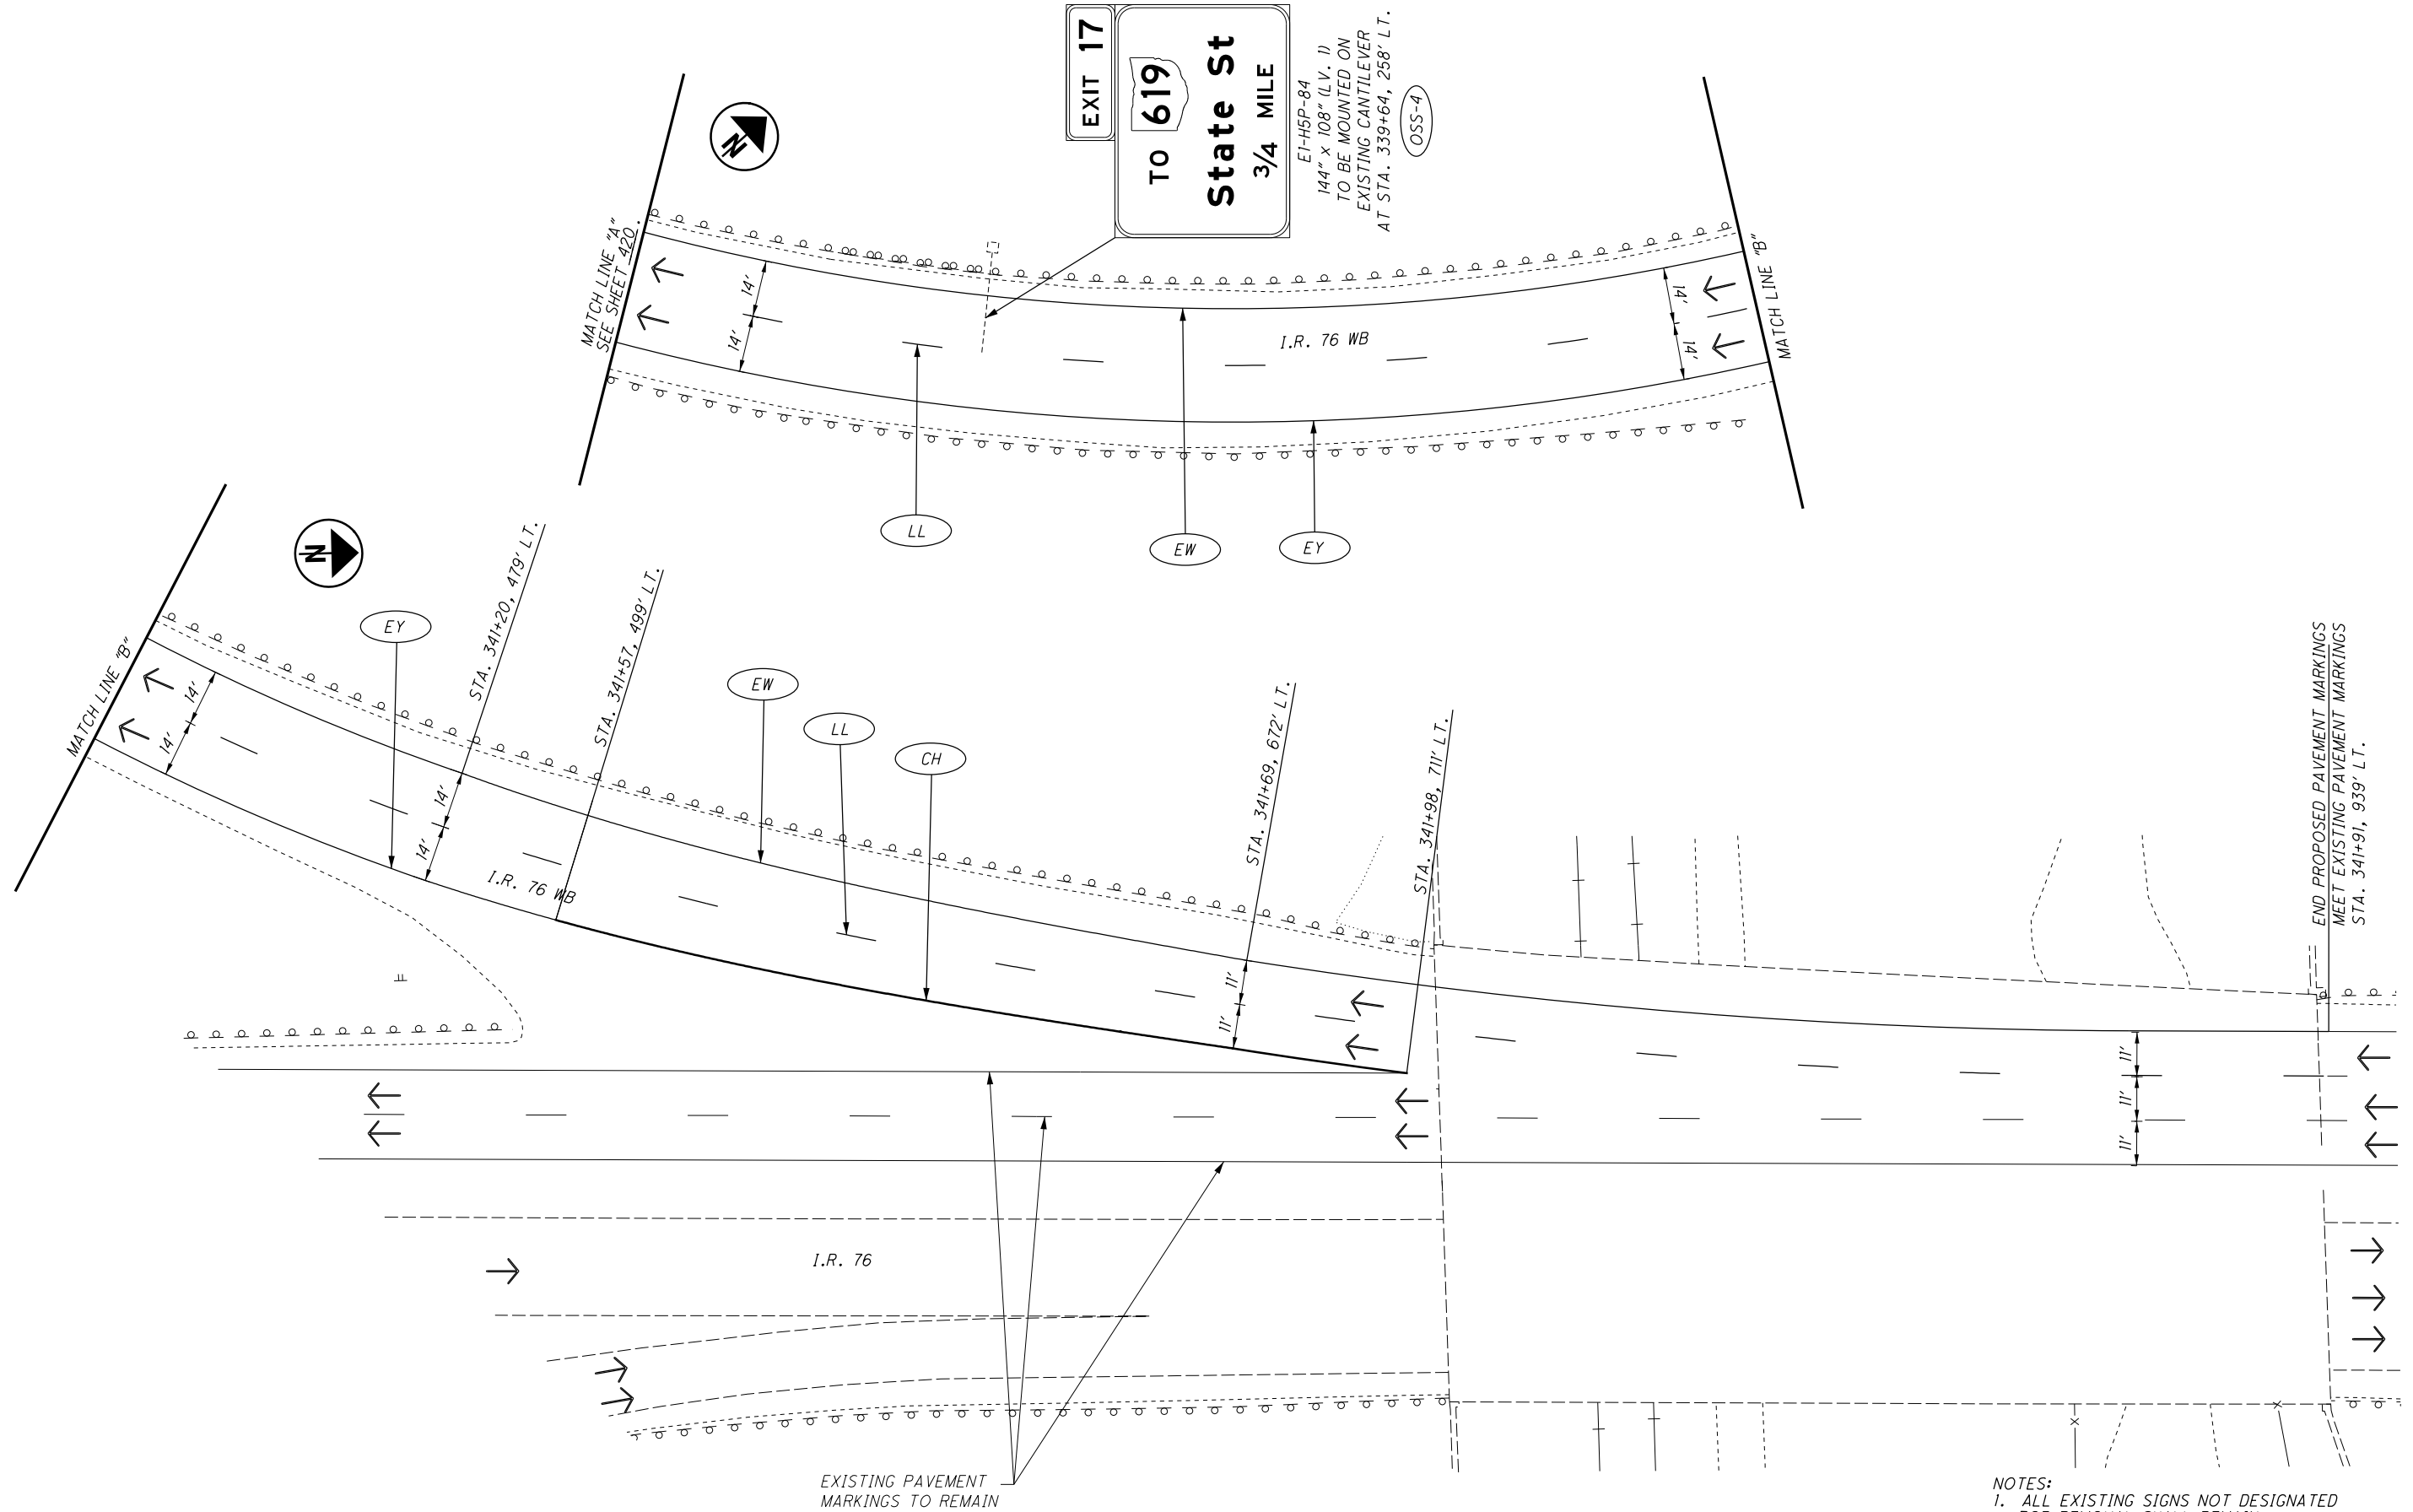 EXIT 17
TO 619
State St
3/4 MILE
E1-H5P-84
144" x 108" (LV. 1)
TO BE MOUNTED ON
EXISTING CANTILEVER
AT STA. 339+64, 258' LT.
OSS-4
N
MATCH LINE "A"
SEE SHEET 420.
14'
14'
I.R. 76 WB
14'
14'
MATCH LINE "B"
LL
EW
EY
N
MATCH LINE "B"
14'
14'
EY
STA. 341+20, 479' LT.
14'
14'
STA. 341+57, 499' LT.
I.R. 76 WB
EW
LL
CH
STA. 341+69, 672' LT.
11'
11'
STA. 341+98, 711' LT.
END PROPOSED PAVEMENT MARKINGS
MEET EXISTING PAVEMENT MARKINGS
STA. 341+91, 939' LT.
11'
11'
11'
I.R. 76
EXISTING PAVEMENT
MARKINGS TO REMAIN
NOTES:
1. ALL EXISTING SIGNS NOT DESIGNATED